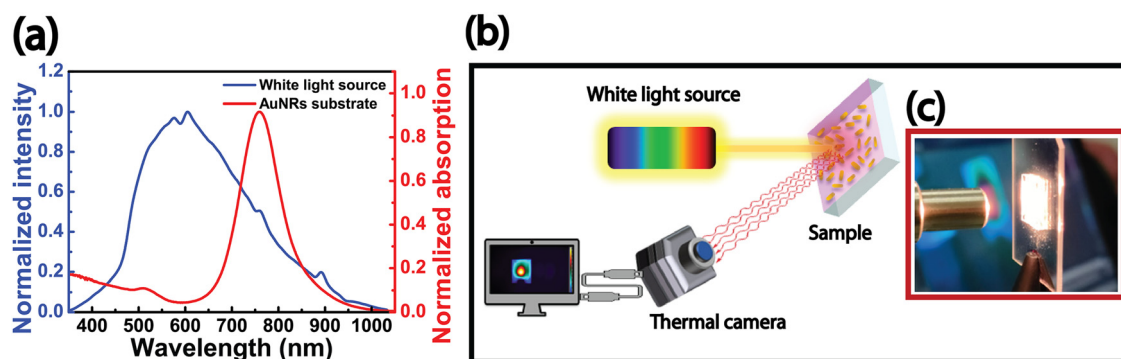 (a)
1.2
1.0
0.8
0.6
0.4
0.2
0.0
Normalized intensity
White light source
AuNRs substrate
1.0
0.8
0.6
0.4
0.2
0.0
Normalized absorption
400 500 600 700 800 900 1000
Wavelength (nm)
(b)
White light source
Sample
Thermal camera
(c)